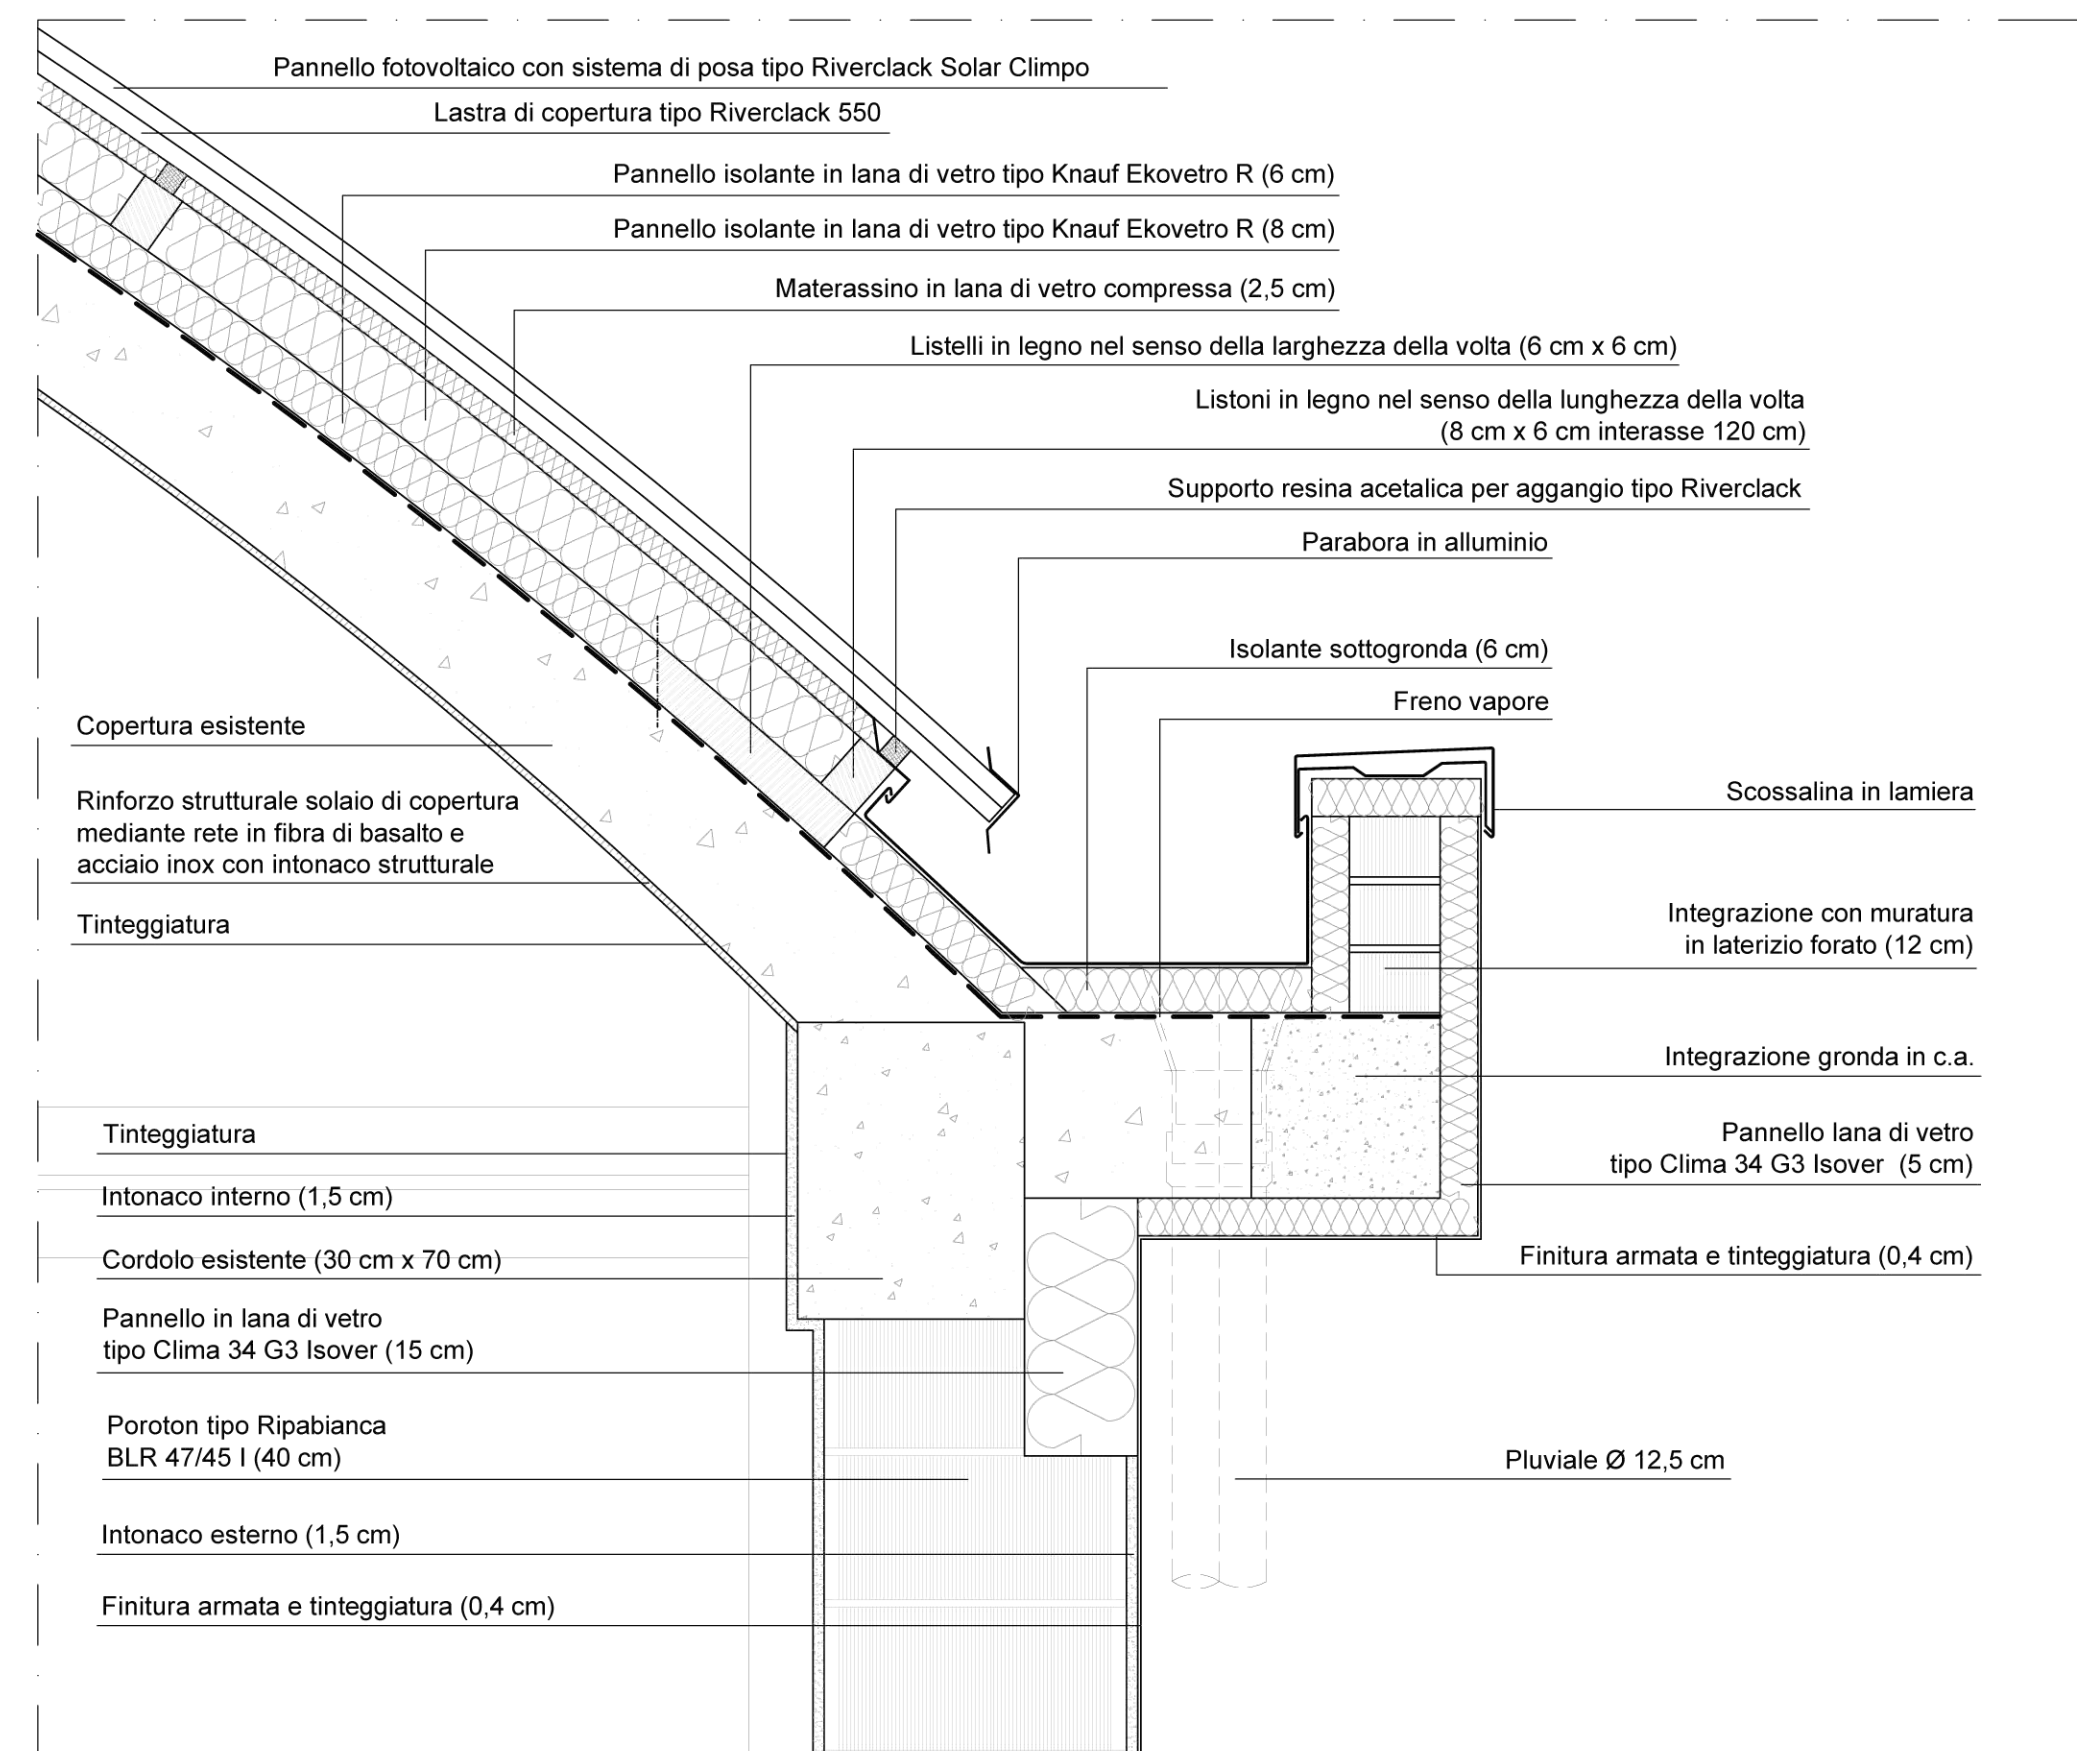 Pannello fotovoltaico con sistema di posa tipo Riverclack Solar Climpo
Lastra di copertura tipo Riverclack 550
Pannello isolante in lana di vetro tipo Knauf Ekovetro R (6 cm)
Pannello isolante in lana di vetro tipo Knauf Ekovetro R (8 cm)
Materassino in lana di vetro compressa (2,5 cm)
Listelli in legno nel senso della larghezza della volta (6 cm x 6 cm)
Listoni in legno nel senso della lunghezza della volta
(8 cm x 6 cm interasse 120 cm)
Supporto resina acetalica per aggangio tipo Riverclack
Parabora in alluminio
Isolante sottogronda (6 cm)
Freno vapore
Copertura esistente
Rinforzo strutturale solaio di copertura
mediante rete in fibra di basalto e
acciaio inox con intonaco strutturale
Tinteggiatura
Scossalina in lamiera
Integrazione con muratura
in laterizio forato (12 cm)
Integrazione gronda in c.a.
Pannello lana di vetro
tipo Clima 34 G3 Isover (5 cm)
Finitura armata e tinteggiatura (0,4 cm)
Tinteggiatura
Intonaco interno (1,5 cm)
Cordolo esistente (30 cm x 70 cm)
Pannello in lana di vetro
tipo Clima 34 G3 Isover (15 cm)
Poroton tipo Ripabianca
BLR 47/45 I (40 cm)
Intonaco esterno (1,5 cm)
Finitura armata e tinteggiatura (0,4 cm)
Pluviale Ø 12,5 cm